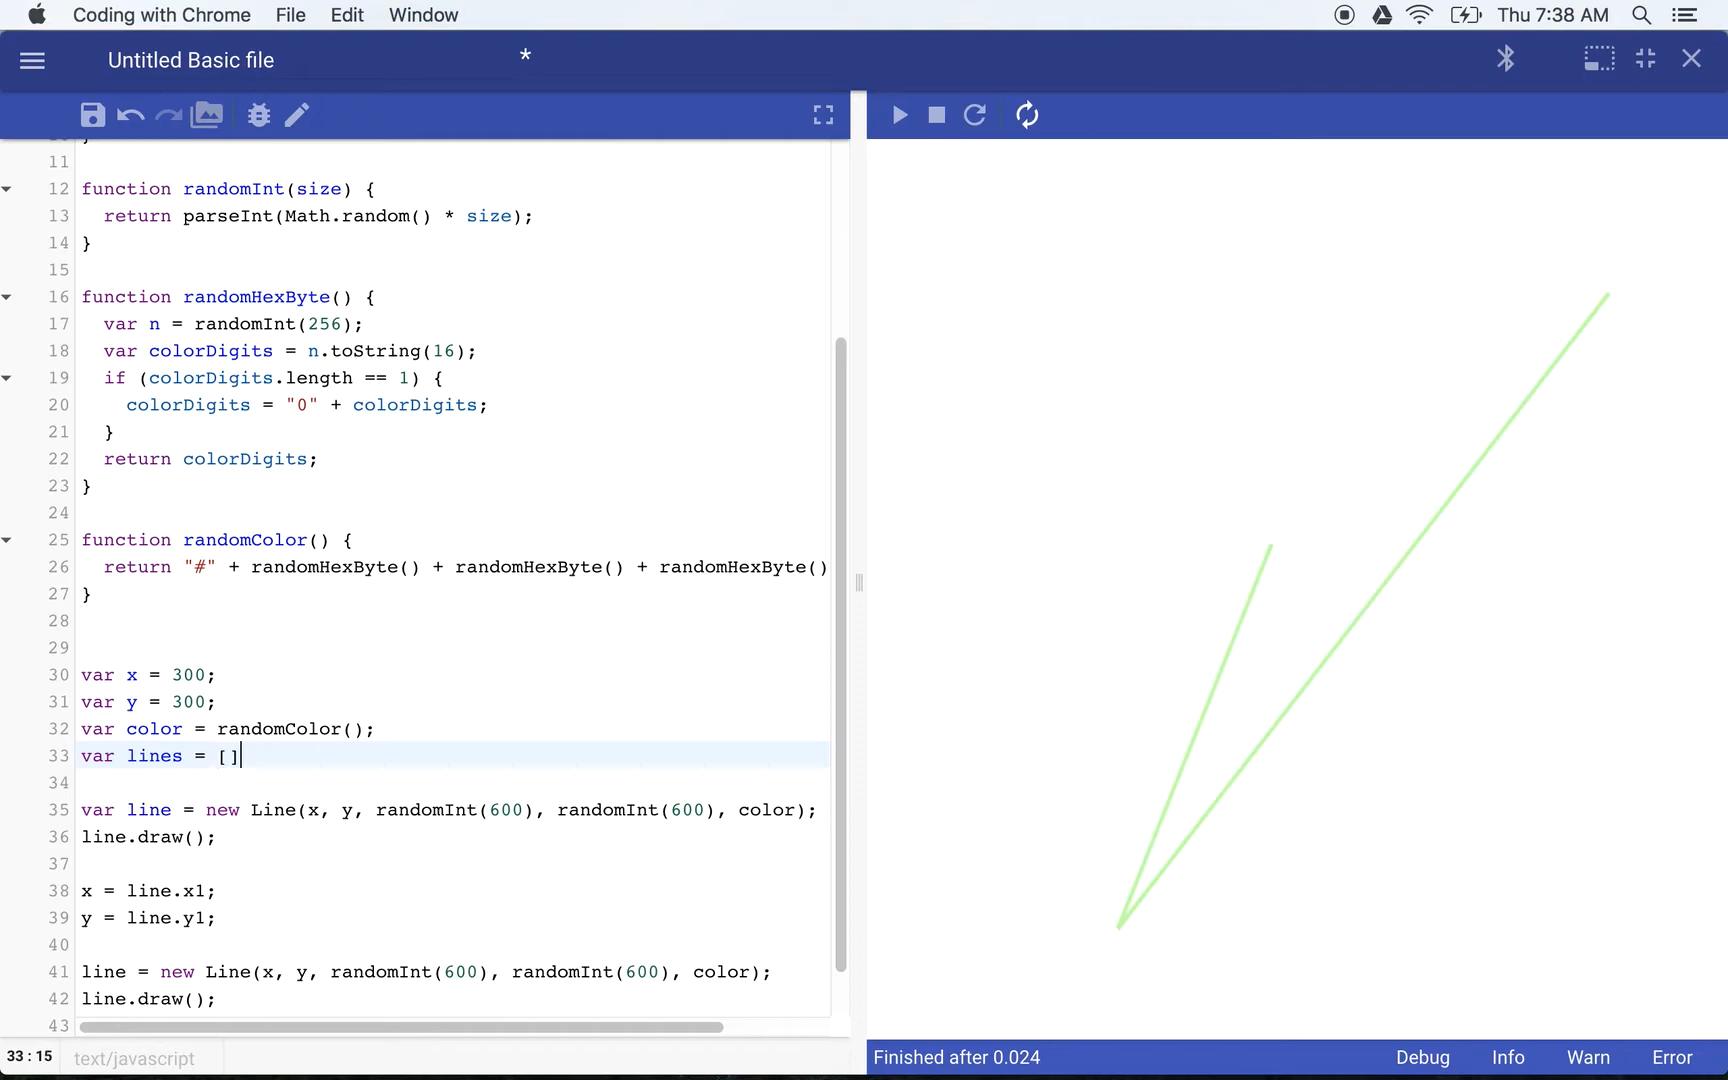 Coding with Chrome File Edit Window Thu 7:38 AM
Untitled Basic file *
11
12 function randomInt(size) {
13 return parseInt(Math.random() * size);
14 }
15
16 function randomHexByte() {
17 var n = randomInt(256);
18 var colorDigits = n.toString(16);
19 if (colorDigits.length == 1) {
20 colorDigits = "0" + colorDigits;
21 }
22 return colorDigits;
23 }
24
25 function randomColor() {
26 return "#" + randomHexByte() + randomHexByte() + randomHexByte()
27 }
28
29
30 var x = 300;
31 var y = 300;
32 var color = randomColor();
33 var lines = []
34
35 var line = new Line(x, y, randomInt(600), randomInt(600), color);
36 line.draw();
37
38 x = line.x1;
39 y = line.y1;
40
41 line = new Line(x, y, randomInt(600), randomInt(600), color);
42 line.draw();
43
33 : 15 text/javascript Finished after 0.024 Debug Info Warn Error